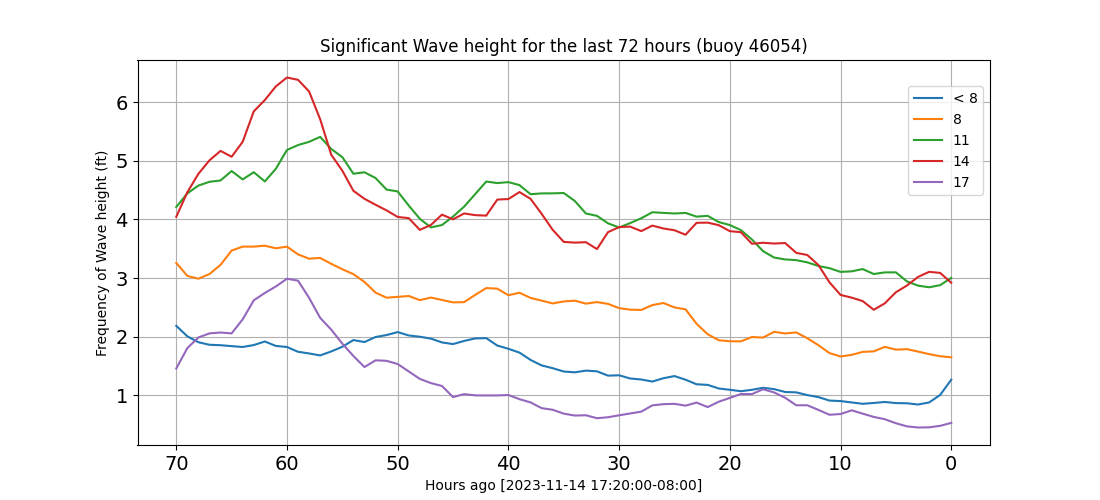 Significant Wave height for the last 72 hours (buoy 46054)
Frequency of Wave height (ft)
6
5
4
3
2
1
< 8
8
11
14
17
70 60 50 40 30 20 10 0
Hours ago [2023-11-14 17:20:00-08:00]